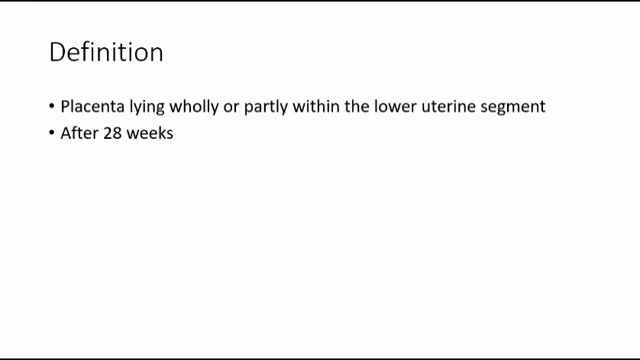 Definition
• Placenta lying wholly or partly within the lower uterine segment
• After 28 weeks